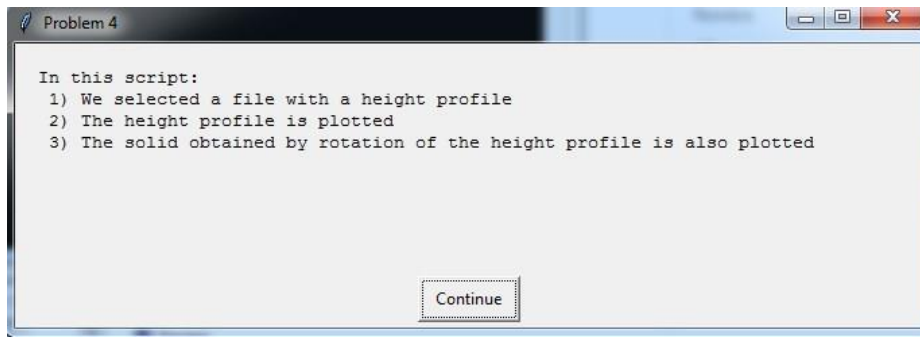 Problem 4
In this script:
1) We selected a file with a height profile
2) The height profile is plotted
3) The solid obtained by rotation of the height profile is also plotted
Continue